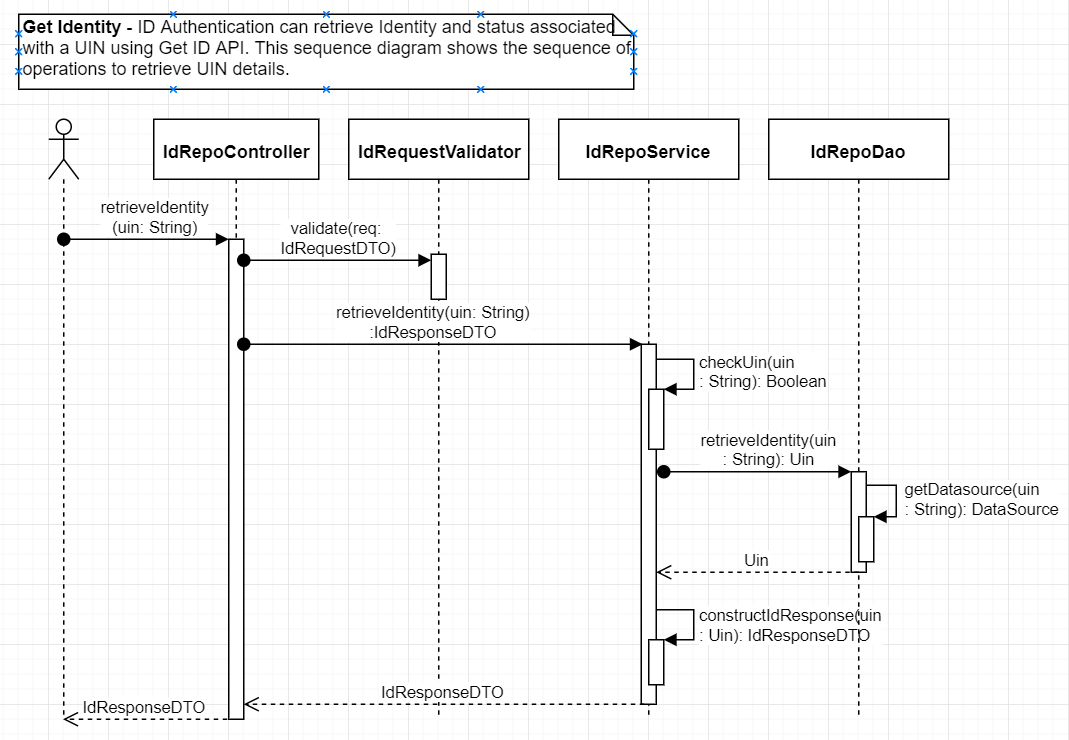 Get Identity - ID Authentication can retrieve Identity and status associated
with a UIN using Get ID API. This sequence diagram shows the sequence of
operations to retrieve UIN details.
IdRepoController
IdRequestValidator
IdRepoService
IdRepoDao
retrieveIdentity
(uin: String)
validate(req:
IdRequestDTO)
retrieveIdentity(uin: String)
:IdResponseDTO
checkUin(uin
: String): Boolean
retrieveIdentity(uin
: String): Uin
getDatasource(uin
: String): DataSource
Uin
constructIdResponse(uin
: Uin): IdResponseDTO
IdResponseDTO
IdResponseDTO